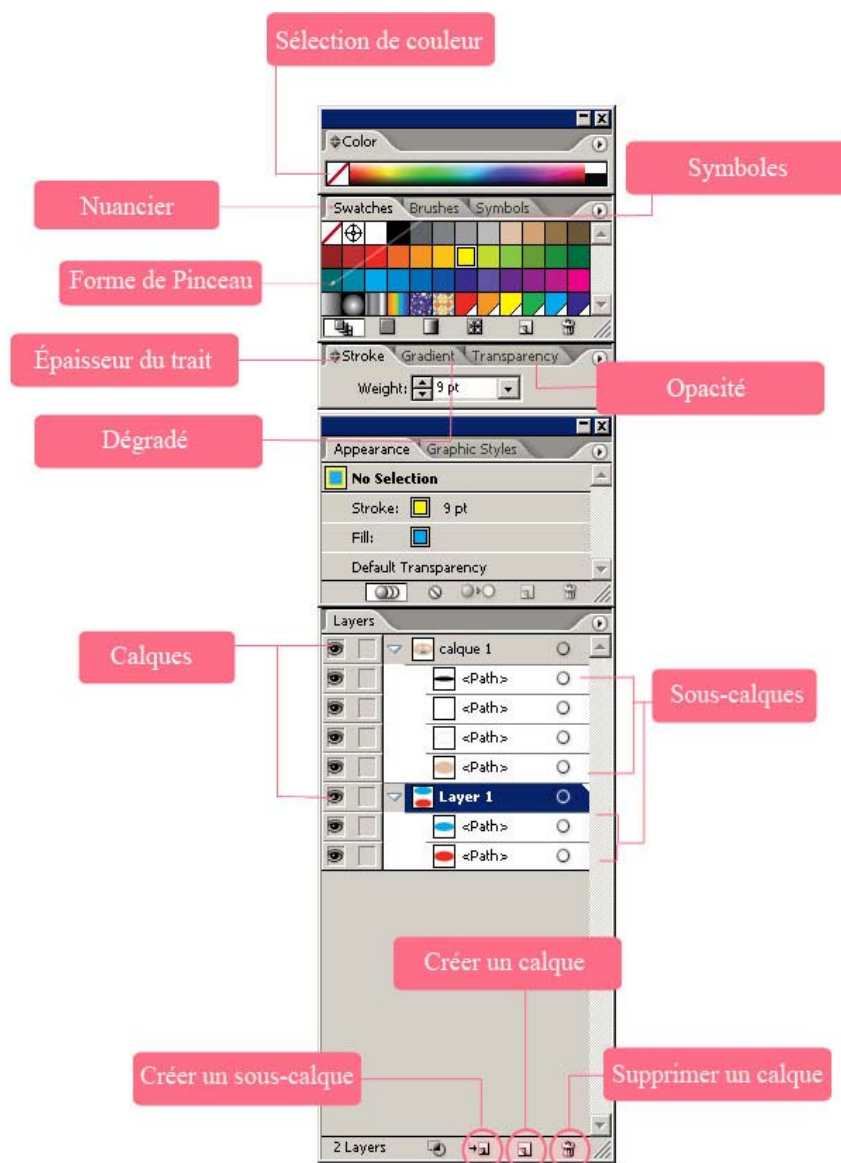 Sélection de couleur
Color
Symboles
Nuancier
Swatches Brushes Symbols
Forme de Pinceau
Épaisseur du trait
Stroke Gradient Transparency
Weight: 9 pt
Opacité
Dégradé
Appearance Graphic Styles
No Selection
Stroke: 9 pt
Fill:
Default Transparency
Layers
Calques
calque 1
<Path>
Sous-calques
<Path>
<Path>
<Path>
Layer 1
<Path>
<Path>
Créer un calque
Créer un sous-calque
Supprimer un calque
2 Layers